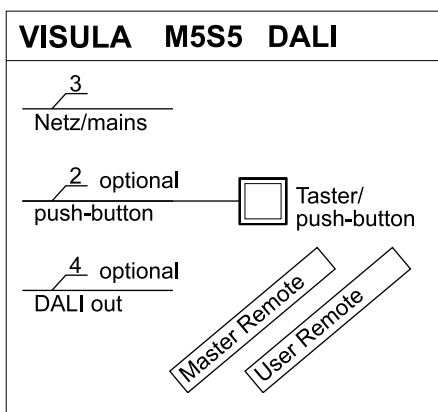 VISULA M5S5 DALI
3
Netz/mains
2 optional
push-button
Taster/
push-button
4 optional
DALI out
Master Remote
User Remote